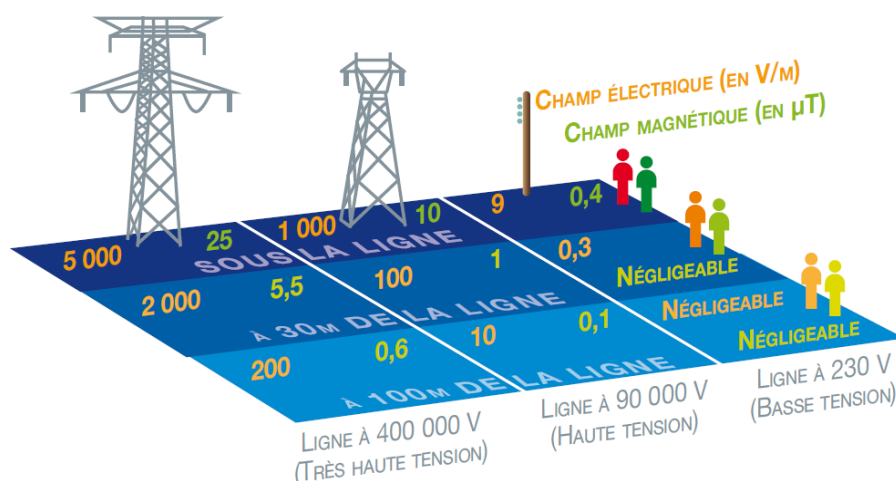 Champ électrique (en V/m)
Champ magnétique (en µT)
5 000 25 1 000 10 9 0,4
sous la ligne
2 000 5,5 100 1 0,3 Négligeable
à 30m de la ligne
200 0,6 10 0,1 Négligeable Négligeable
à 100m de la ligne
Ligne à 400 000 V
(Très haute tension)
Ligne à 90 000 V
(Haute tension)
Ligne à 230 V
(Basse tension)